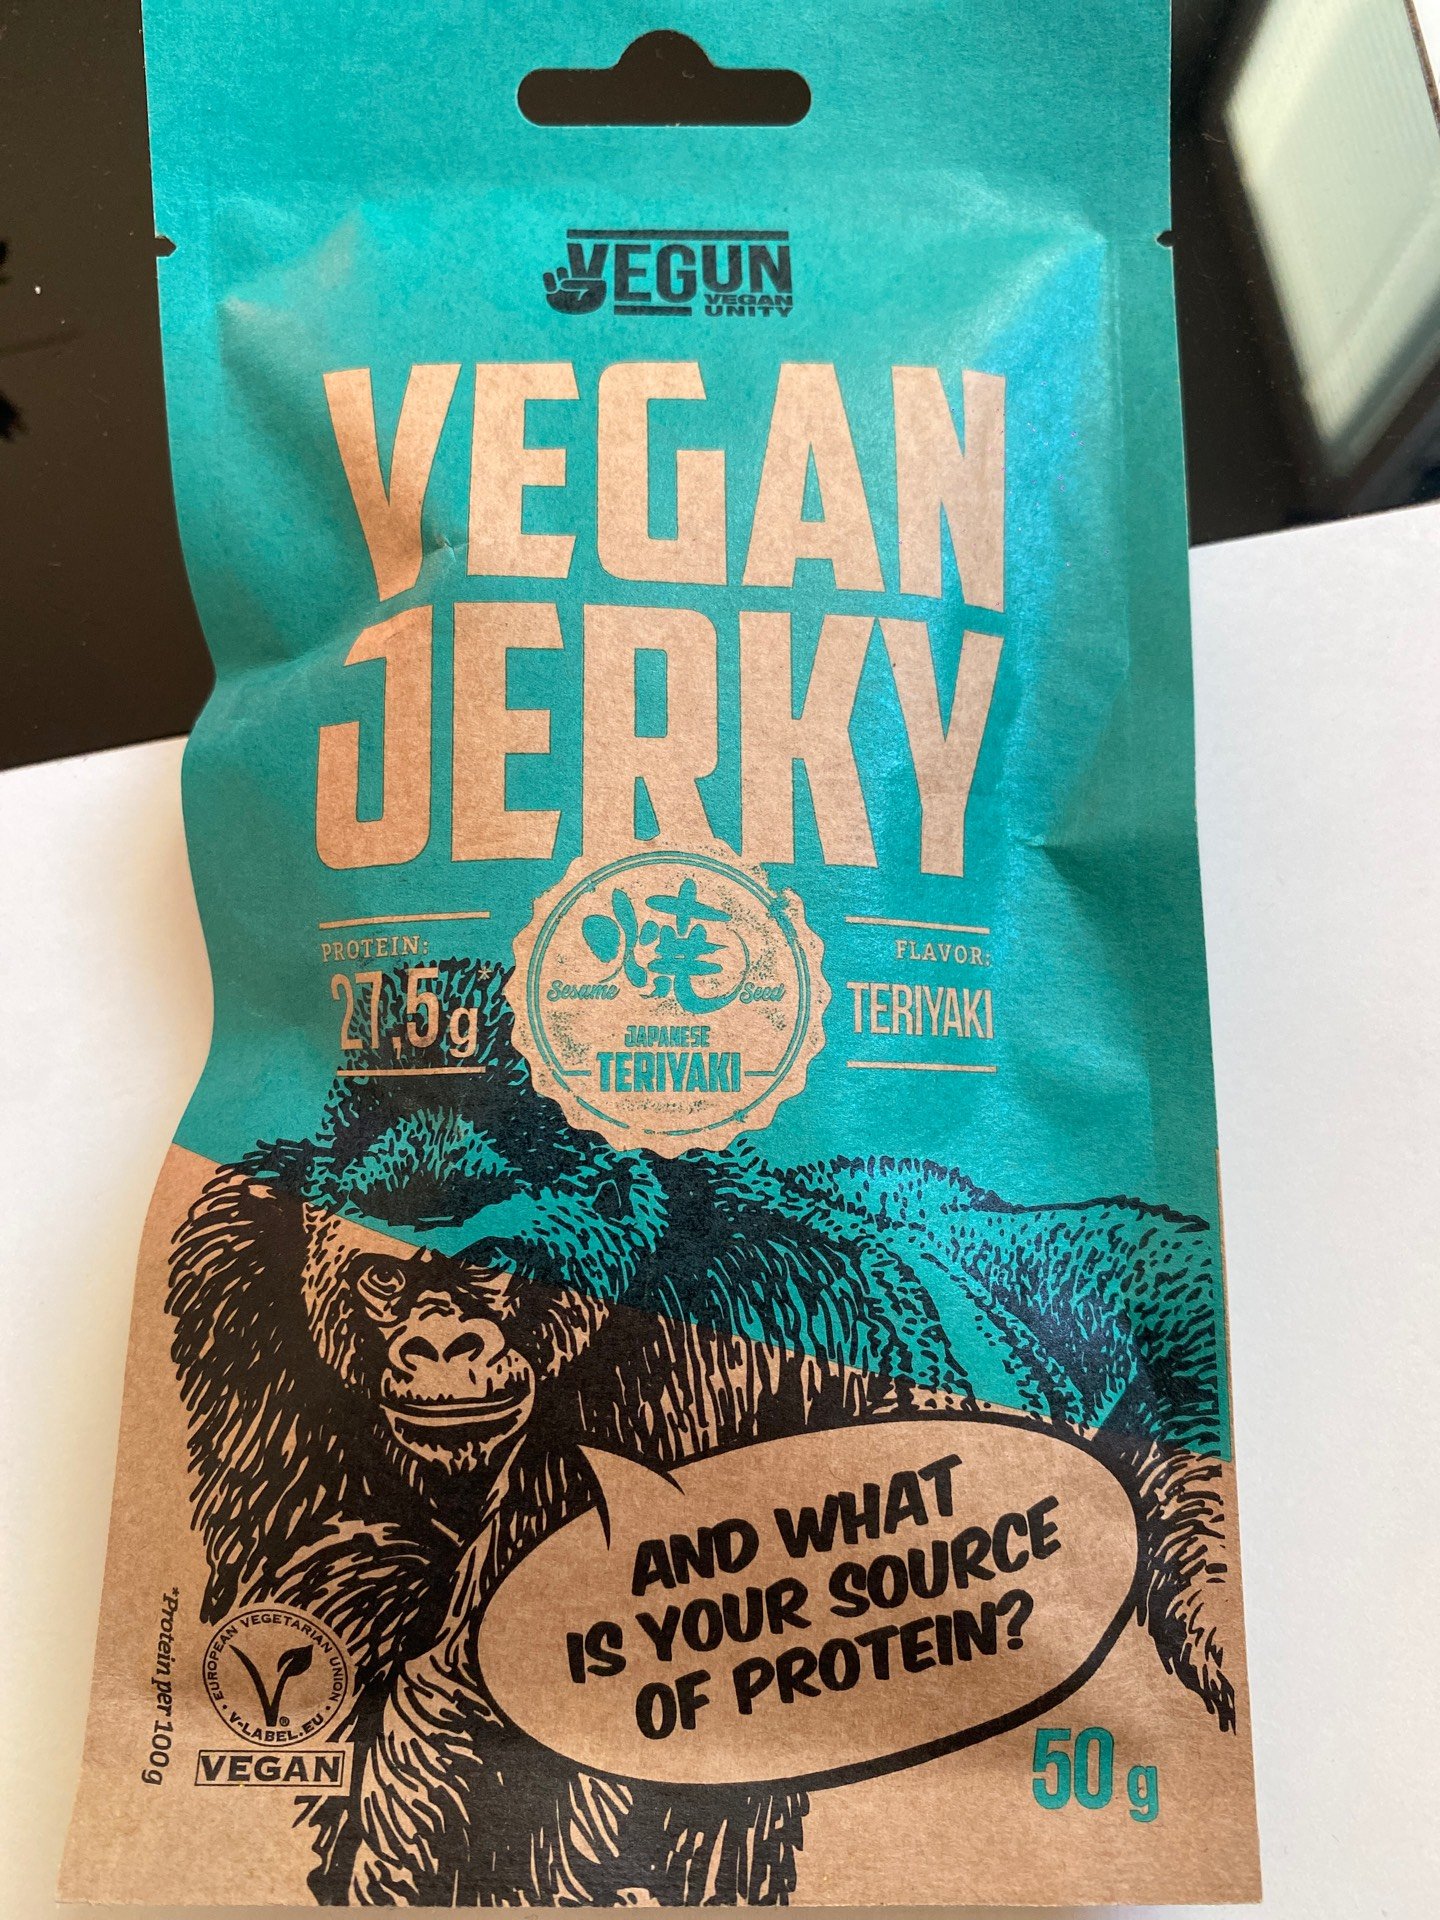 VEGUN
VEGAN
UNITY
VEGAN
JERKY
PROTEIN:
27,5g*
焼
Sesame Seed
JAPANESE
TERIYAKI
FLAVOR:
TERIYAKI
AND WHAT
IS YOUR SOURCE
OF PROTEIN?
*Protein per 100g
EUROPEAN VEGETARIAN UNION
V-LABEL.EU
®
VEGAN
50 g